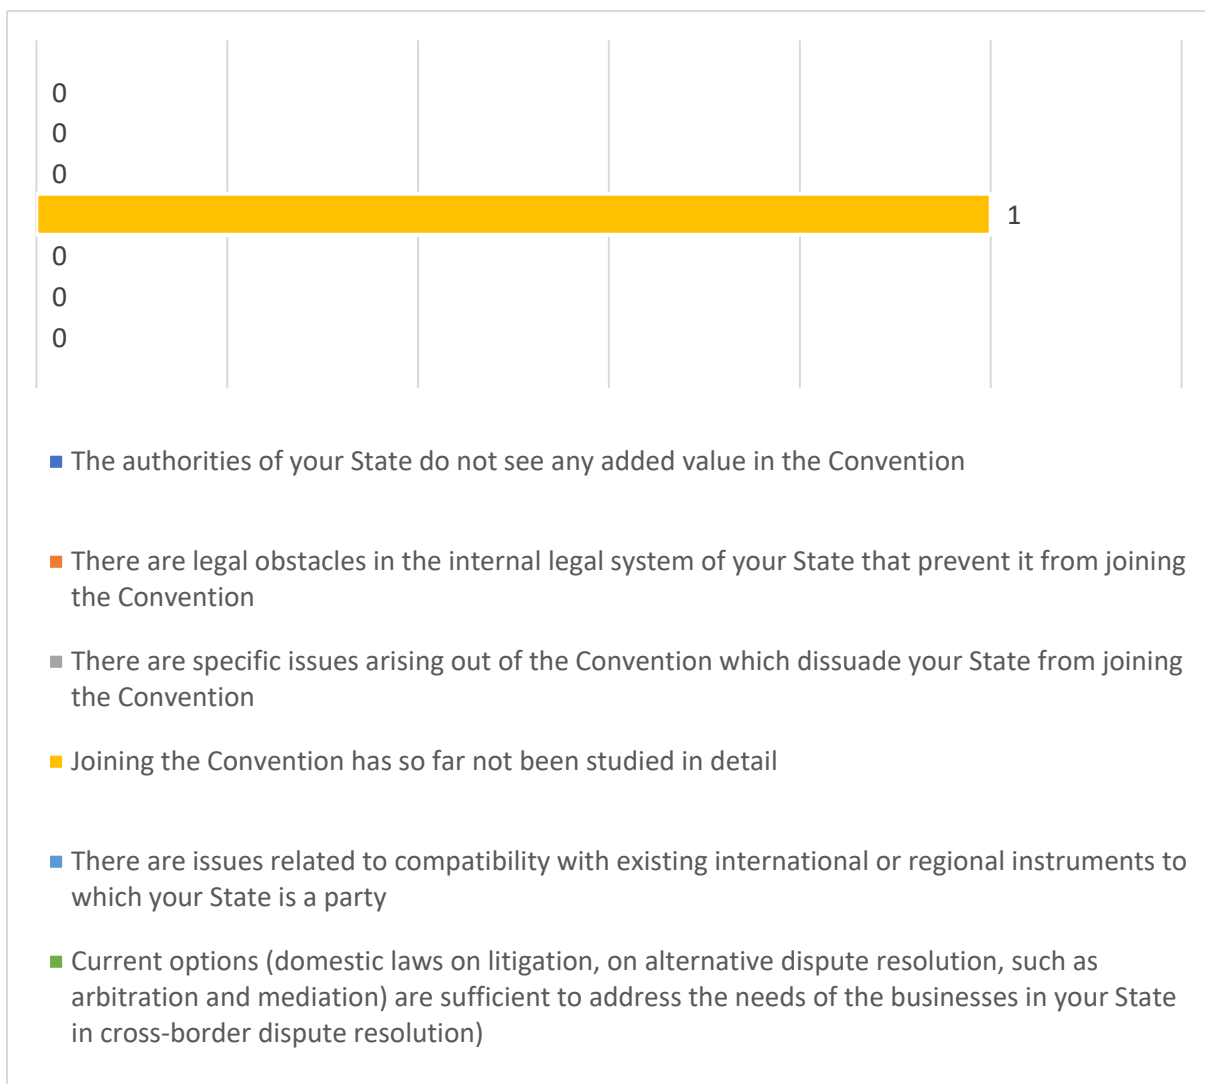 0
0
0
1
0
0
0
The authorities of your State do not see any added value in the Convention
There are legal obstacles in the internal legal system of your State that prevent it from joining
the Convention
There are specific issues arising out of the Convention which dissuade your State from joining
the Convention
Joining the Convention has so far not been studied in detail
There are issues related to compatibility with existing international or regional instruments to
which your State is a party
Current options (domestic laws on litigation, on alternative dispute resolution, such as
arbitration and mediation) are sufficient to address the needs of the businesses in your State
in cross-border dispute resolution)